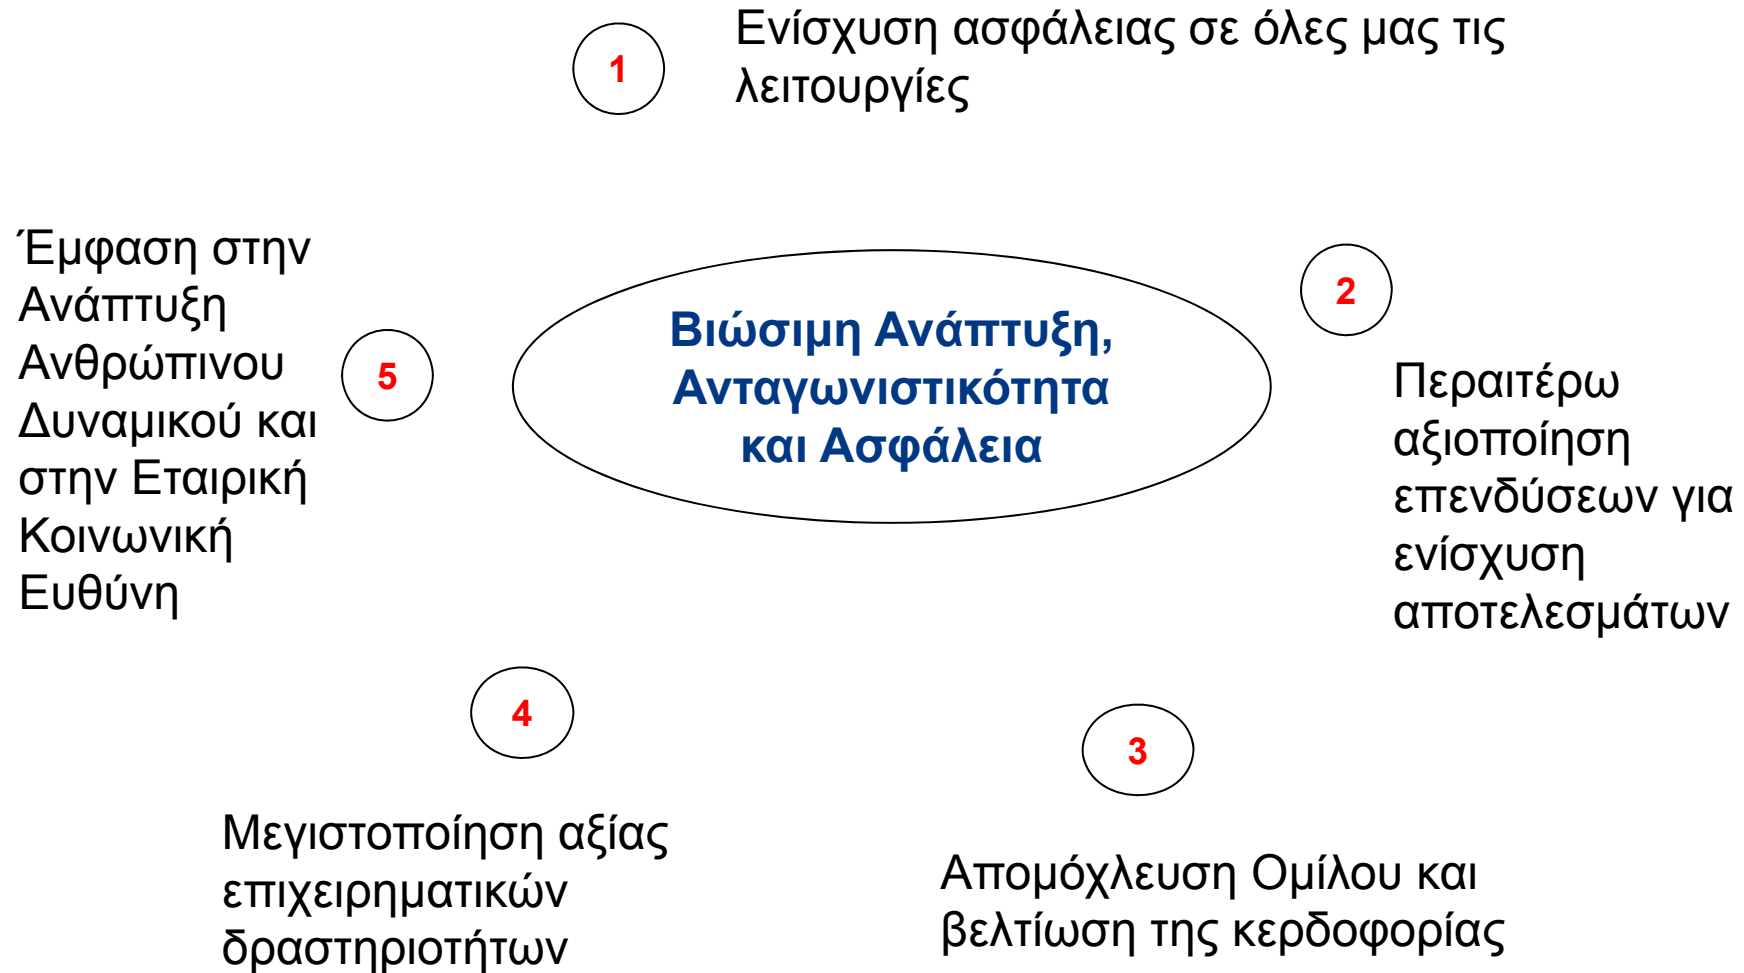 1
Ενίσχυση ασφάλειας σε όλες μας τις
λειτουργίες
Βιώσιμη Ανάπτυξη,
Ανταγωνιστικότητα
και Ασφάλεια
2
Περαιτέρω
αξιοποίηση
επενδύσεων για
ενίσχυση
αποτελεσμάτων
3
Απομόχλευση Ομίλου και
βελτίωση της κερδοφορίας
4
Μεγιστοποίηση αξίας
επιχειρηματικών
δραστηριοτήτων
5
Έμφαση στην
Ανάπτυξη
Ανθρώπινου
Δυναμικού και
στην Εταιρική
Κοινωνική
Ευθύνη